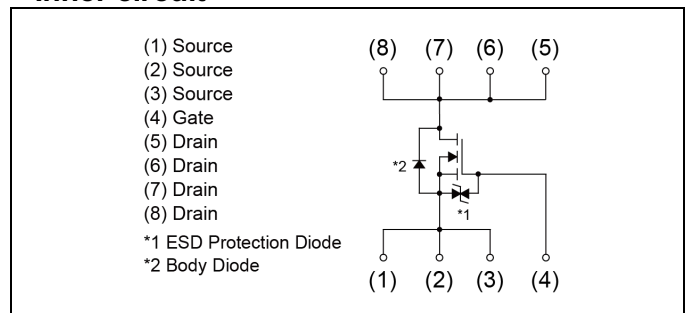 Inner circuit
(1) Source
(2) Source
(3) Source
(4) Gate
(5) Drain
(6) Drain
(7) Drain
(8) Drain
*1 ESD Protection Diode
*2 Body Diode
(8) (7) (6) (5)
*2
*1
(1) (2) (3) (4)